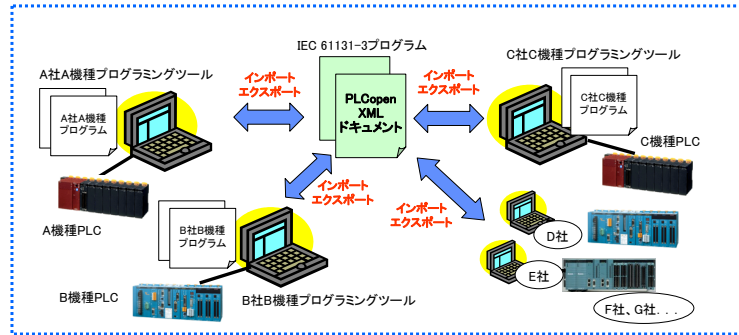 IEC 61131-3プログラム
A社A機種プログラミングツール
インポート
エクスポート
A社A機種
プログラム
A機種PLC
PLCopen
XML
ドキュメント
インポート
エクスポート
C社C機種プログラミングツール
C社C機種
プログラム
C機種PLC
インポート
エクスポート
B社B機種
プログラム
B機種PLC
B社B機種プログラミングツール
インポート
エクスポート
D社
E社
F社、G社...